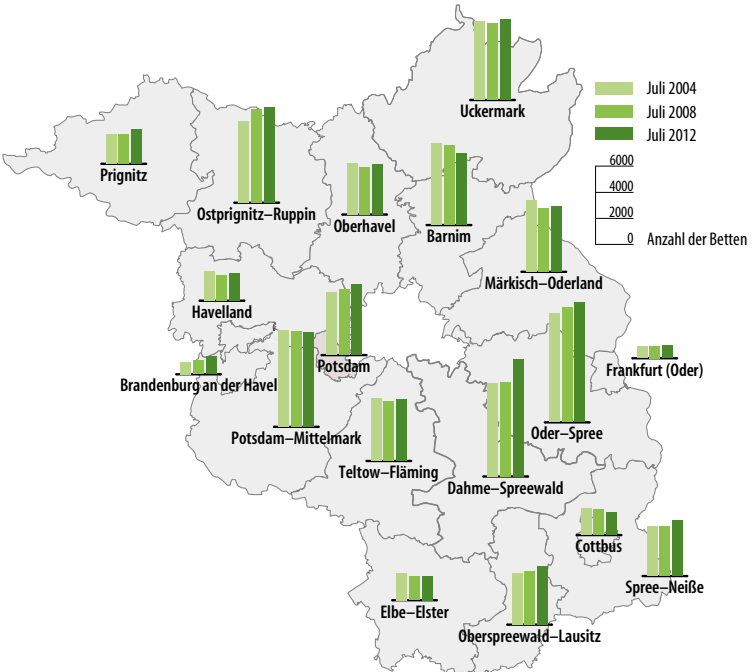 Juli 2004
Juli 2008
Juli 2012
6000
4000
2000
0 Anzahl der Betten
Uckermark
Prignitz
Ostprignitz–Ruppin
Oberhavel
Barnim
Märkisch–Oderland
Havelland
Potsdam
Frankfurt (Oder)
Brandenburg an der Havel
Potsdam–Mittelmark
Oder–Spree
Teltow–Fläming
Dahme–Spreewald
Cottbus
Spree–Neiße
Elbe–Elster
Oberspreewald–Lausitz